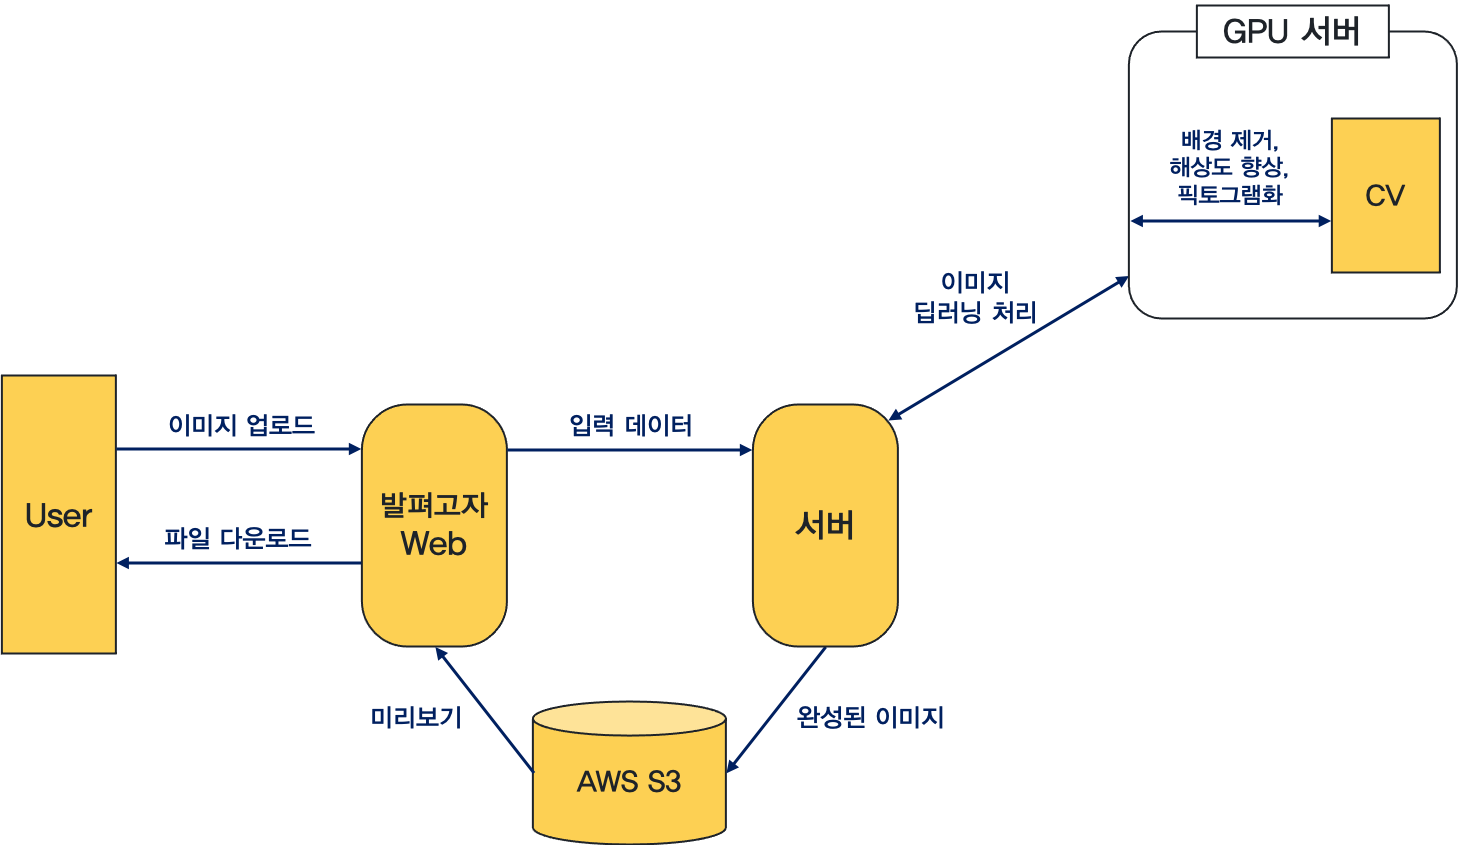 GPU 서버
배경 제거,
해상도 향상,
픽토그램화
CV
이미지
딥러닝 처리
이미지 업로드
입력 데이터
User
발펴고자
Web
서버
파일 다운로드
미리보기
완성된 이미지
AWS S3